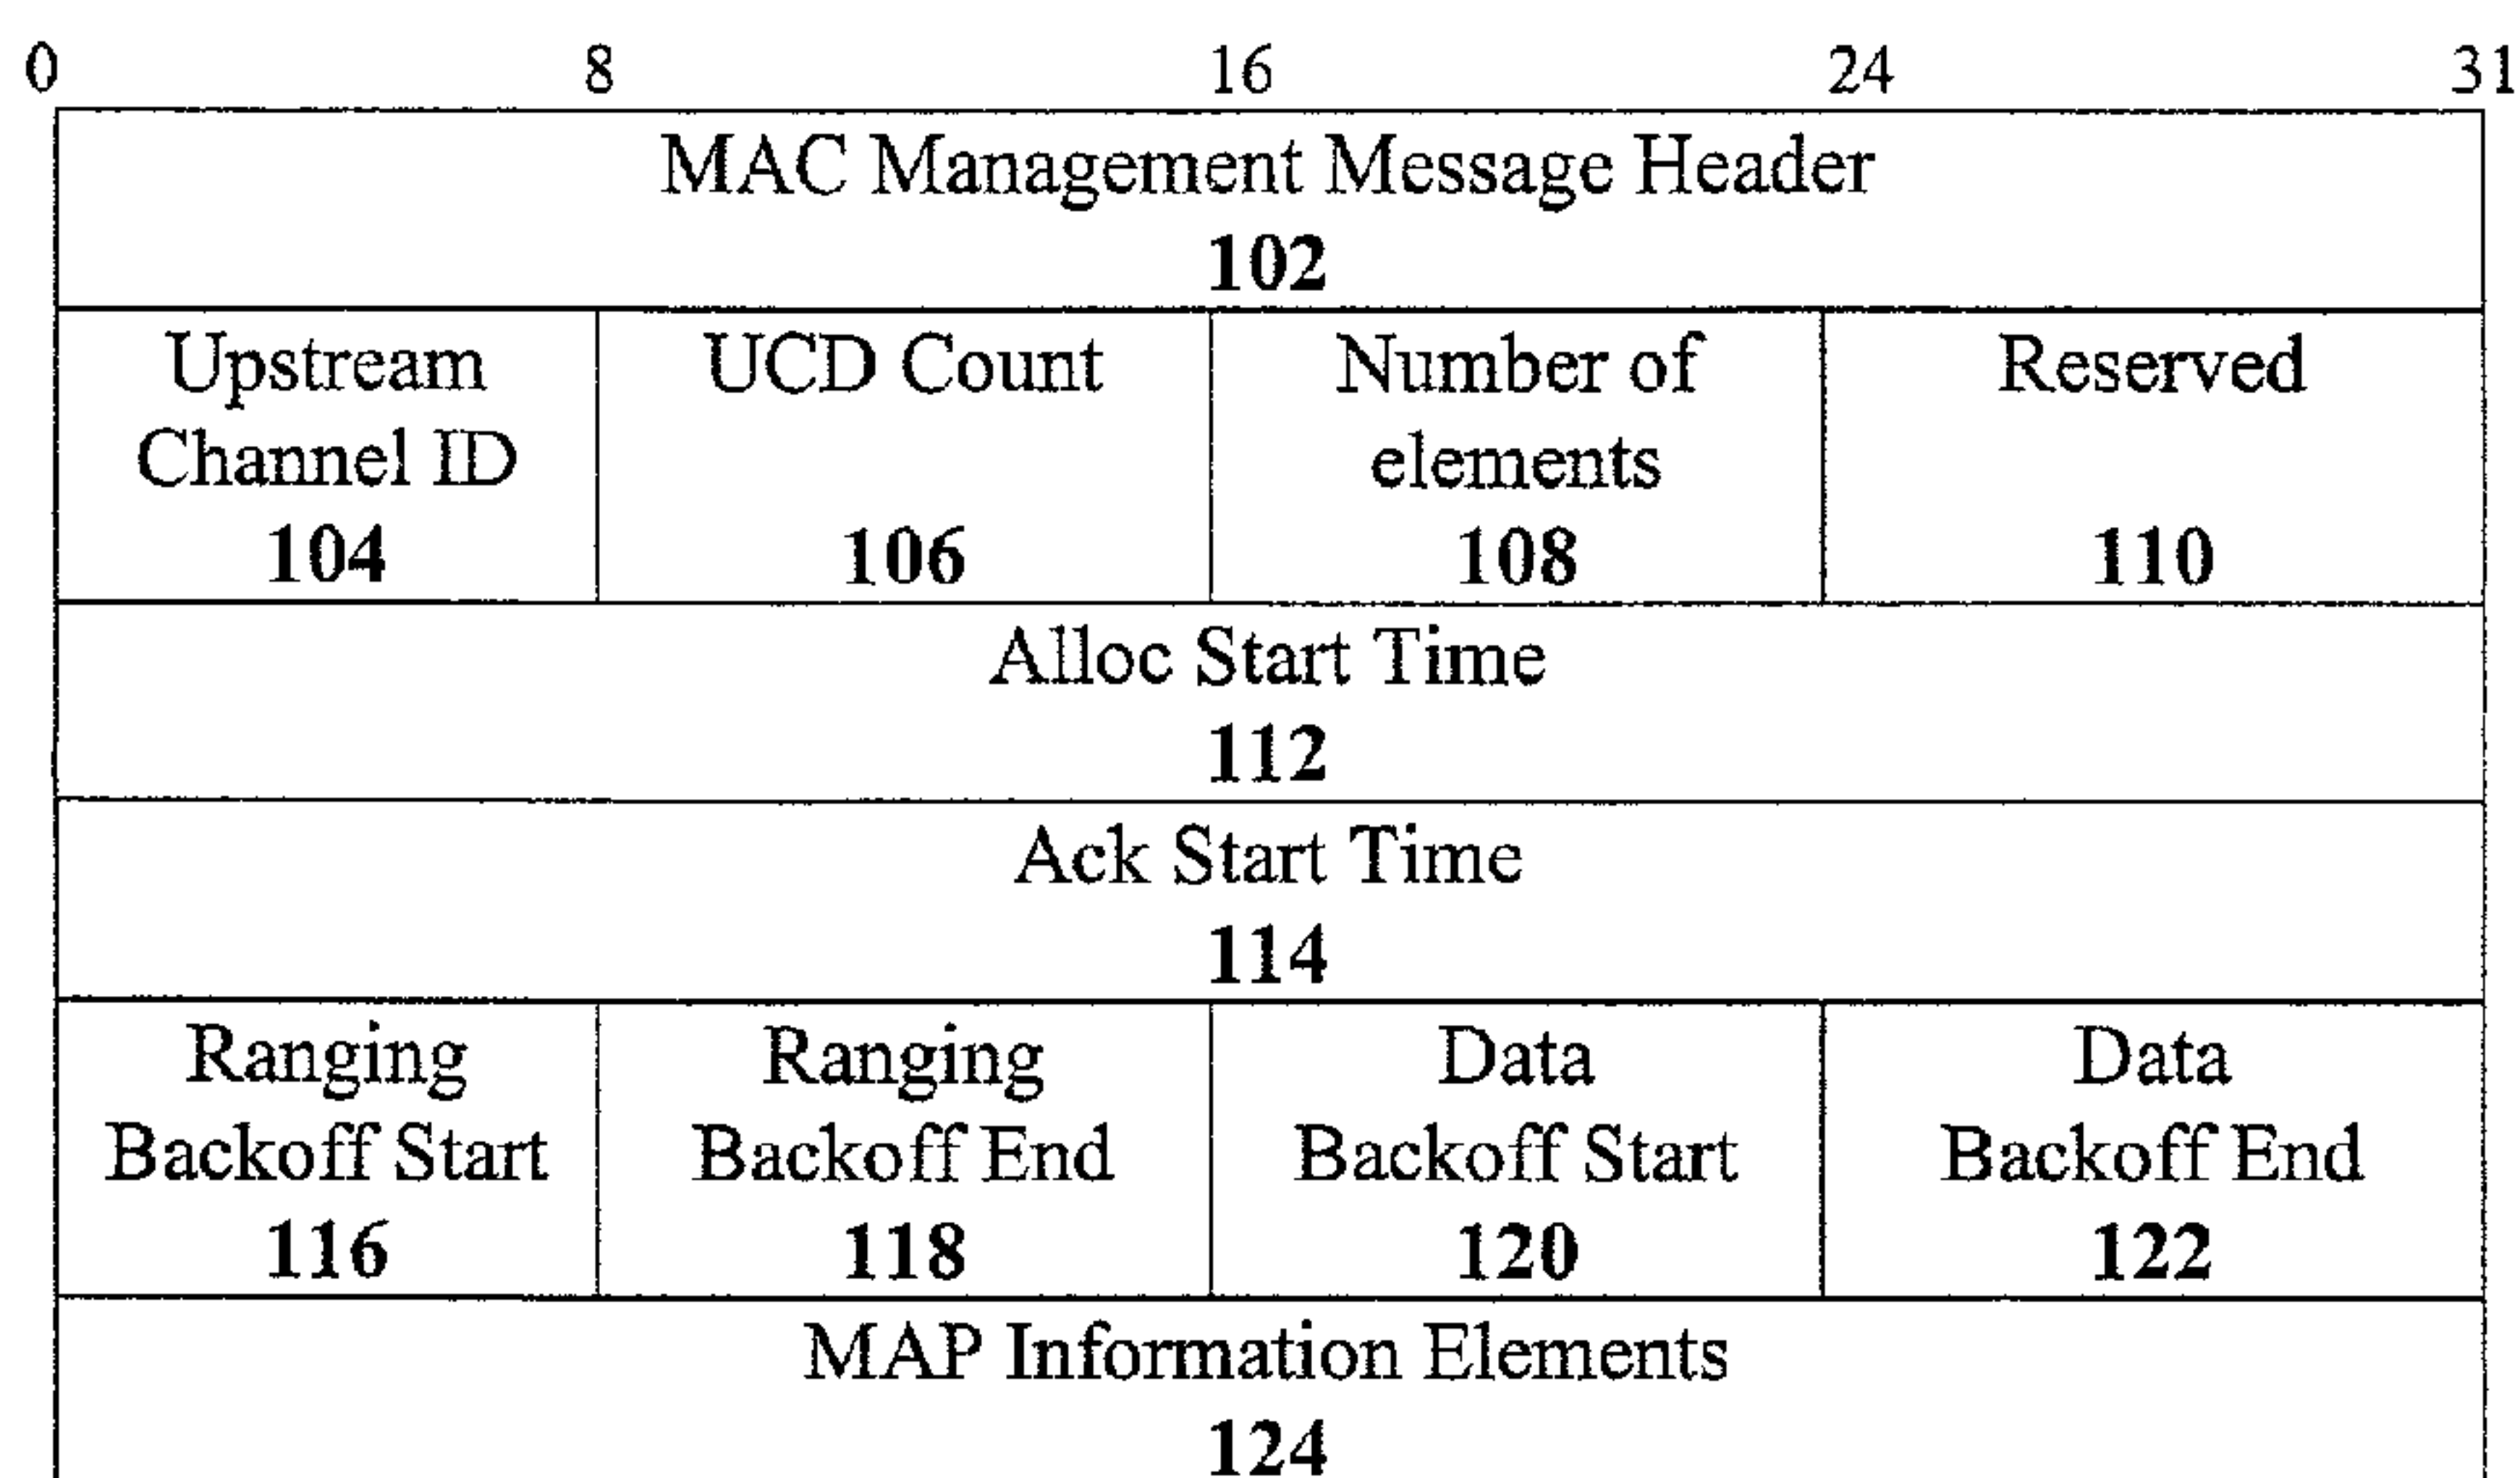 0 8 16 24 31
MAC Management Message Header
102
Upstream Channel ID 104
UCD Count 106
Number of elements 108
Reserved 110
Alloc Start Time
112
Ack Start Time
114
Ranging Backoff Start 116
Ranging Backoff End 118
Data Backoff Start 120
Data Backoff End 122
MAP Information Elements
124